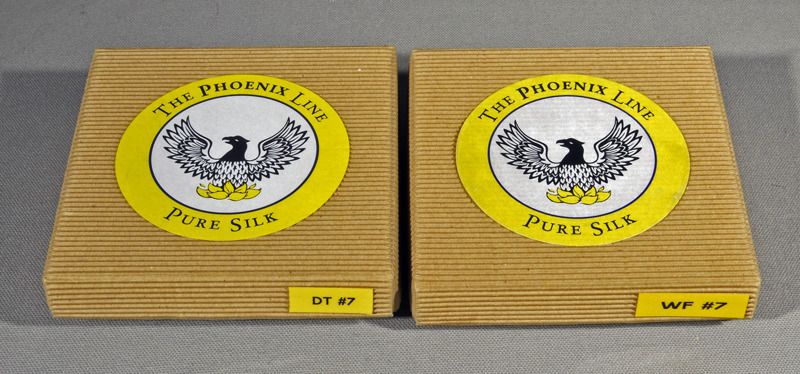 The Phoenix Line
Pure Silk
DT #7
The Phoenix Line
Pure Silk
WF #7